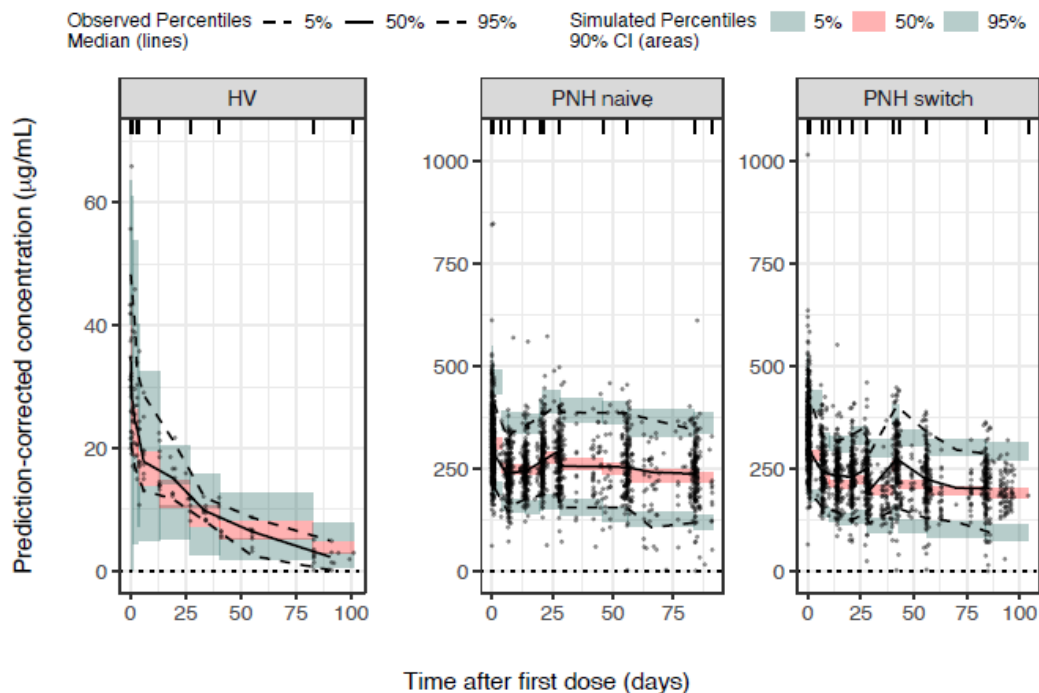 Observed Percentiles 5% 50% 95%
Median (lines)
Simulated Percentiles 5% 50% 95%
90% CI (areas)
Prediction-corrected concentration (μg/mL)
HV
PNH naive
PNH switch
60
40
20
0
1000
750
500
250
0
1000
750
500
250
0
0 25 50 75 100
0 25 50 75
0 25 50 75 100
Time after first dose (days)